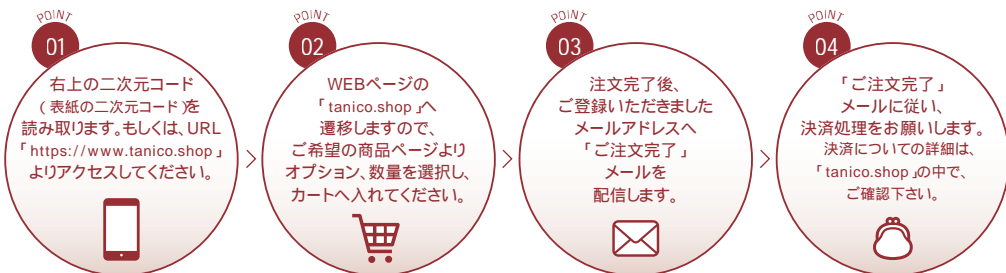 POINT
01
右上の二次元コード
(表紙の二次元コード)を
読み取ります。もしくは、URL
「https://www.tanico.shop」
よりアクセスしてください。
POINT
02
WEBページの
「tanico.shop」へ
遷移しますので、
ご希望の商品ページより
オプション、数量を選択し、
カートへ入れてください。
POINT
03
注文完了後、
ご登録いただきました
メールアドレスへ
「ご注文完了」
メールを
配信します。
POINT
04
「ご注文完了」
メールに従い、
決済処理をお願いします。
決済についての詳細は、
「tanico.shop」の中で、
ご確認下さい。